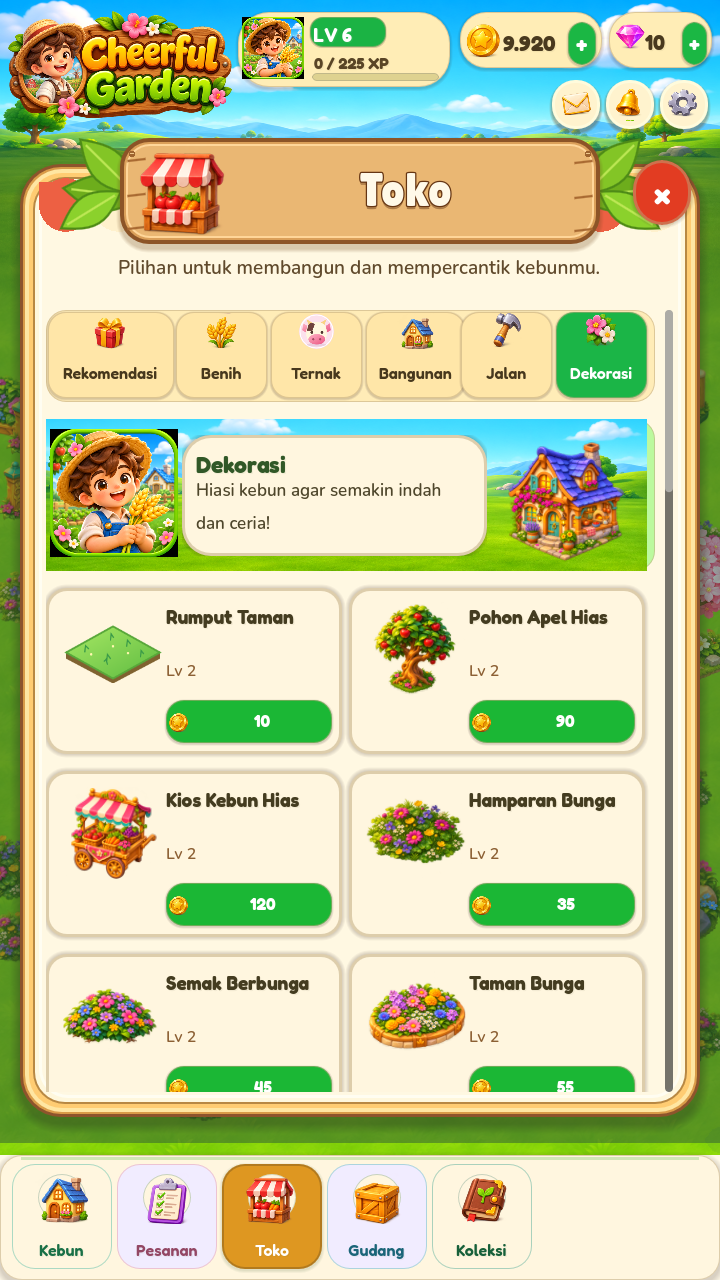 Cheerful
Garden
LV 6
0 / 225 XP
9.920
+
10
+
Toko
Pilihan untuk membangun dan mempercantik kebunmu.
Rekomendasi
Benih
Ternak
Bangunan
Jalan
Dekorasi
Dekorasi
Hiasi kebun agar semakin indah
dan ceria!
Rumput Taman
Lv 2
10
Pohon Apel Hias
Lv 2
90
Kios Kebun Hias
Lv 2
120
Hamparan Bunga
Lv 2
35
Semak Berbunga
Lv 2
45
Taman Bunga
Lv 2
55
Kebun
Pesanan
Toko
Gudang
Koleksi